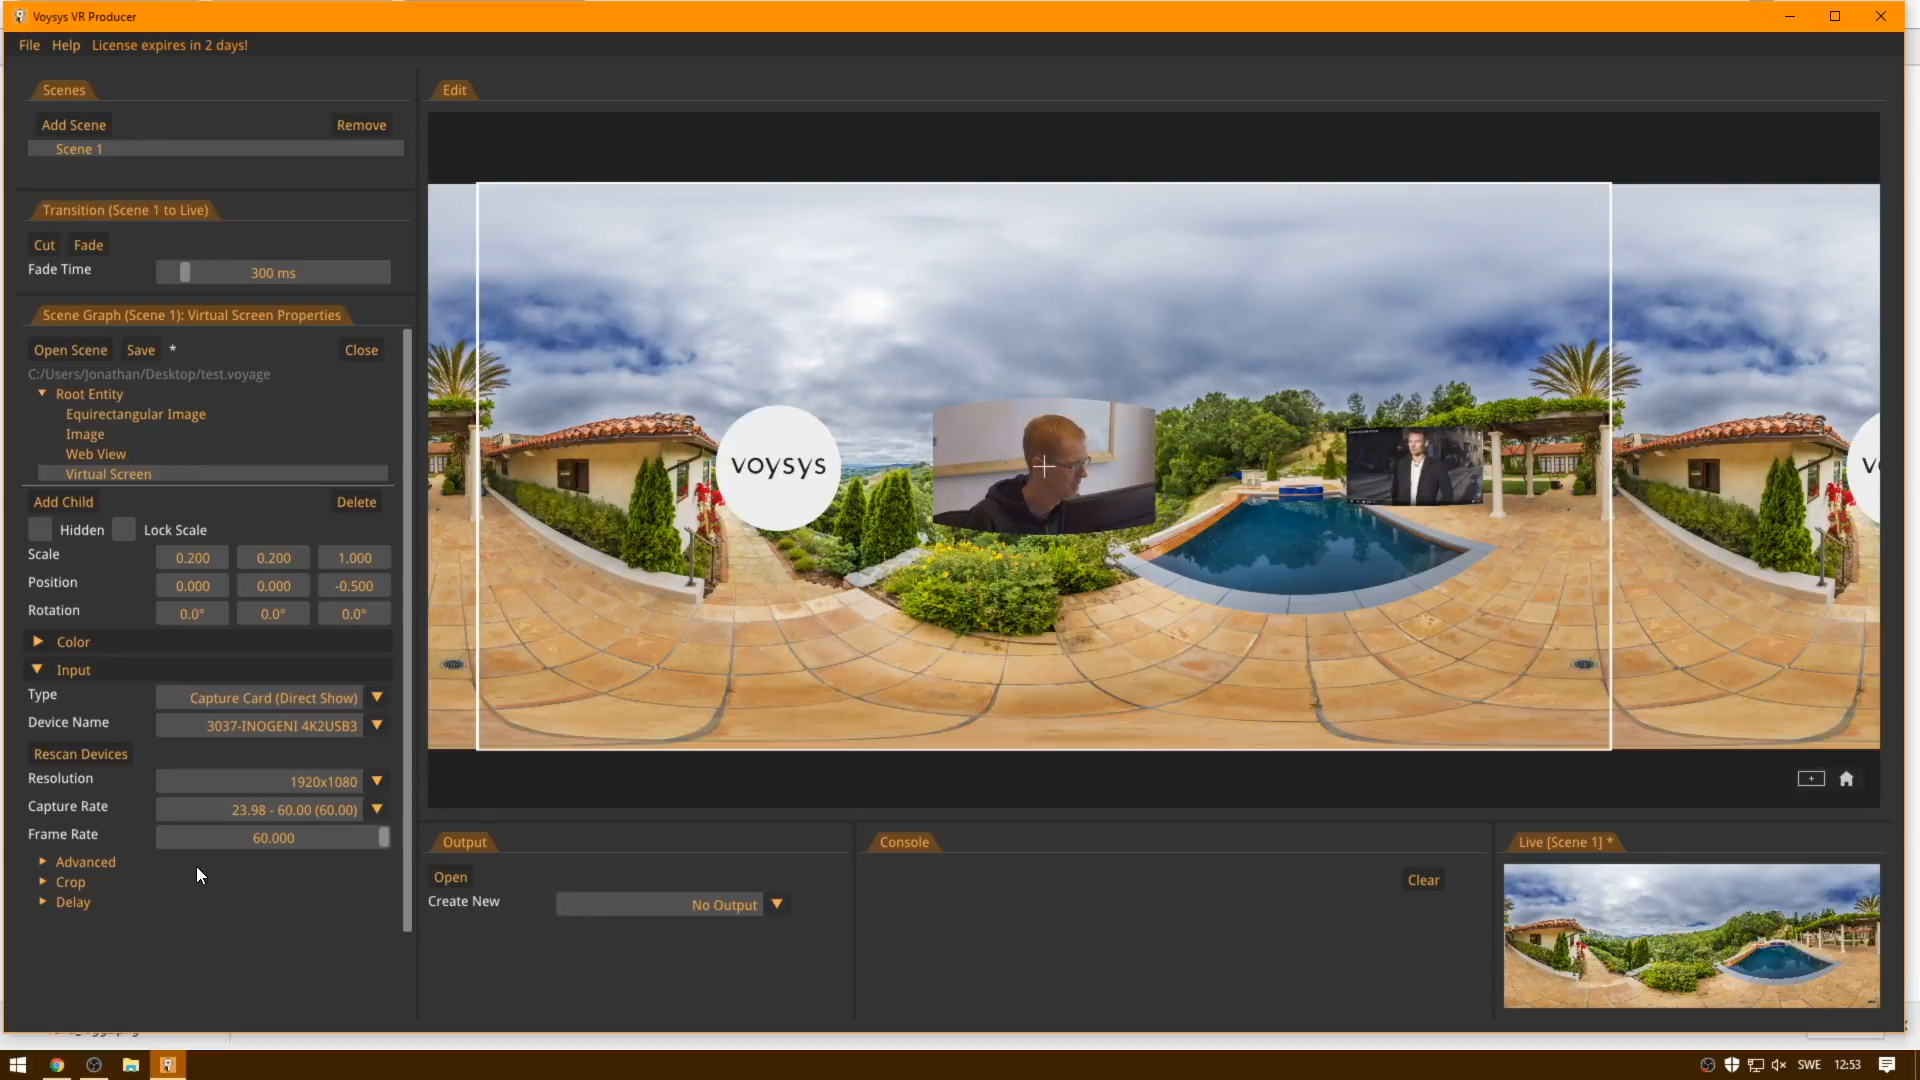 Voysys VR Producer
File Help License expires in 2 days!
Scenes
Add Scene Remove
Scene 1
Transition (Scene 1 to Live)
Cut Fade
Fade Time 300 ms
Scene Graph (Scene 1): Virtual Screen Properties
Open Scene Save * Close
C:/Users/Jonathan/Desktop/test.voyage
Root Entity
Equirectangular Image
Image
Web View
Virtual Screen
Add Child Delete
Hidden Lock Scale
Scale 0.200 0.200 1.000
Position 0.000 0.000 -0.500
Rotation 0.0° 0.0° 0.0°
Color
Input
Type Capture Card (Direct Show)
Device Name 3037-INOGENI 4K2USB3
Rescan Devices
Resolution 1920x1080
Capture Rate 23.98 - 60.00 (60.00)
Frame Rate 60.000
Advanced
Crop
Delay
Edit
voysys
Output
Open
Create New No Output
Console
Clear
Live [Scene 1] *
SWE 12:53